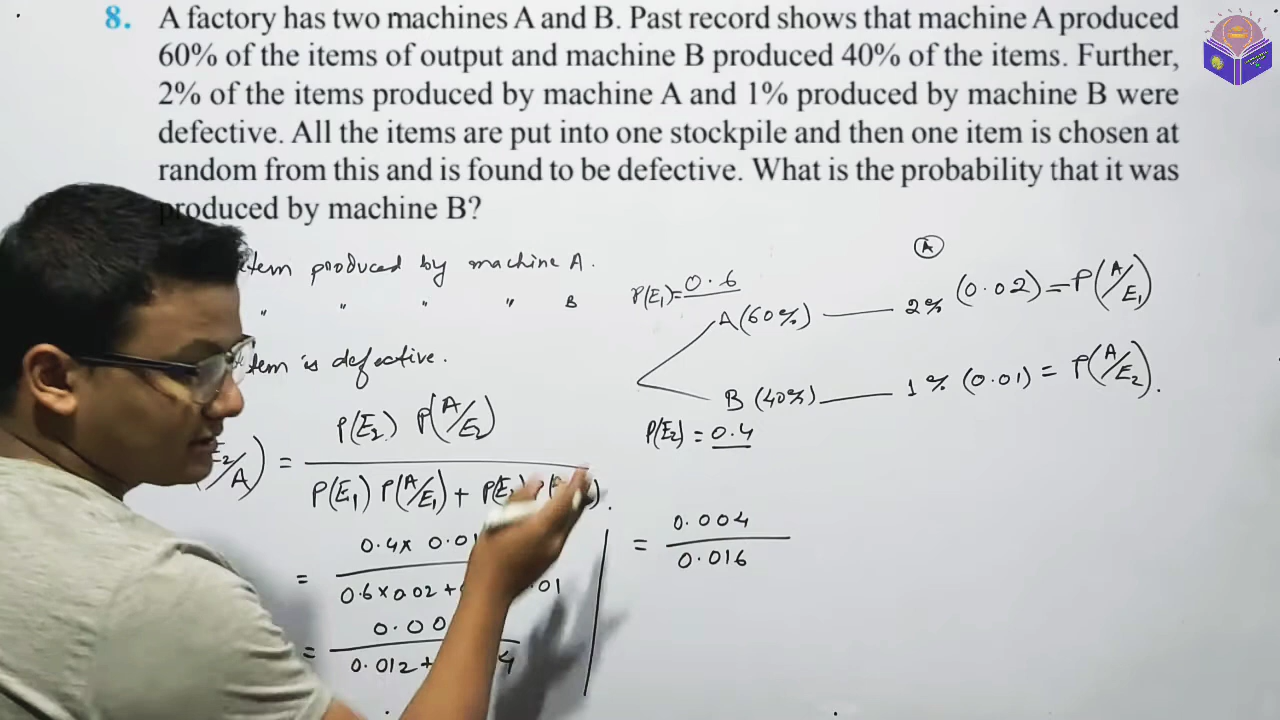 8. A factory has two machines A and B. Past record shows that machine A produced
60% of the items of output and machine B produced 40% of the items. Further,
2% of the items produced by machine A and 1% produced by machine B were
defective. All the items are put into one stockpile and then one item is chosen at
random from this and is found to be defective. What is the probability that it was
produced by machine B?
item produced by machine A.
" " " " B
item is defective.
P(E₂) P(A/E₂)
E₂/A) =
P(E₁) P(A/E₁) +
= 0.4 x
0.6 x 0.02 +
=
0.012 +
(A)
P(E₁) = 0.6
A (60%) 2% (0.02) = P(A/E₁)
B (40%) 1% (0.01) = P(A/E₂).
P(E₂) = 0.4
= 0.004
0.016